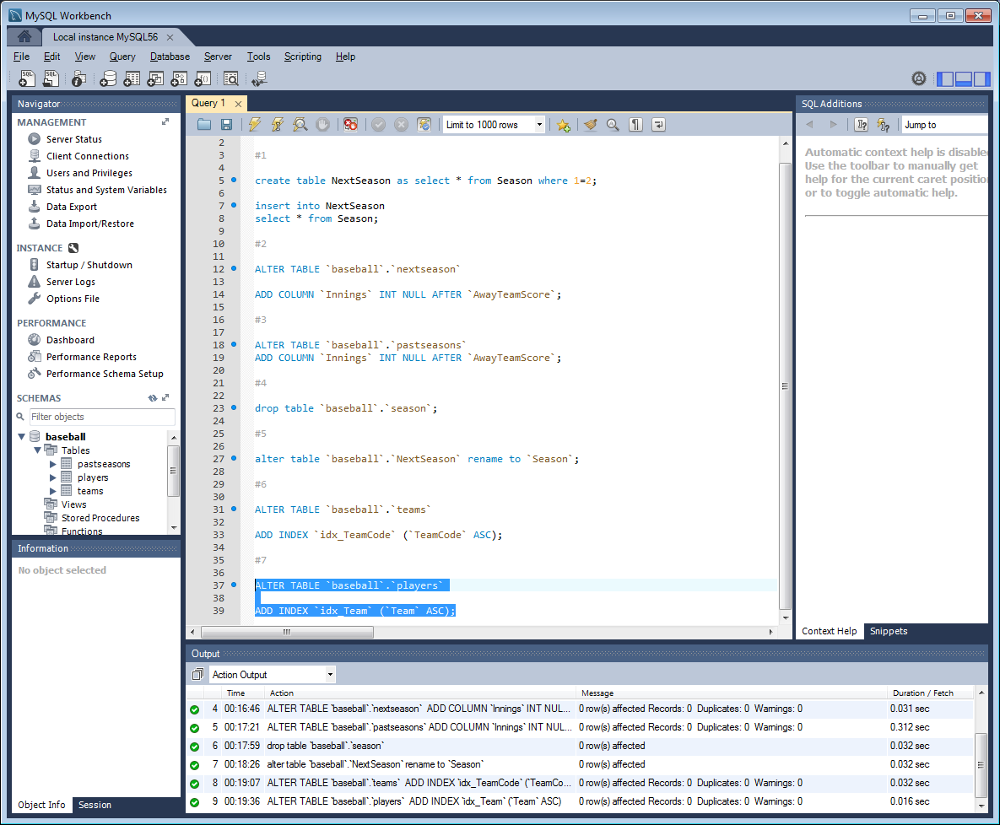 MySQL Workbench
Local instance MySQL56
File Edit View Query Database Server Tools Scripting Help
Navigator
MANAGEMENT
Server Status
Client Connections
Users and Privileges
Status and System Variables
Data Export
Data Import/Restore
INSTANCE
Startup / Shutdown
Server Logs
Options File
PERFORMANCE
Dashboard
Performance Reports
Performance Schema Setup
SCHEMAS
Filter objects
baseball
Tables
pastseasons
players
teams
Views
Stored Procedures
Functions
Information
No object selected
Object Info Session
Query 1
Limit to 1000 rows
2
3 #1
4
5 create table NextSeason as select * from Season where 1=2;
6
7 insert into NextSeason
8 select * from Season;
9
10 #2
11
12 ALTER TABLE `baseball`.`nextseason`
13
14 ADD COLUMN `Innings` INT NULL AFTER `AwayTeamScore`;
15
16 #3
17
18 ALTER TABLE `baseball`.`pastseasons`
19 ADD COLUMN `Innings` INT NULL AFTER `AwayTeamScore`;
20
21 #4
22
23 drop table `baseball`.`season`;
24
25 #5
26
27 alter table `baseball`.`NextSeason` rename to `Season`;
28
29 #6
30
31 ALTER TABLE `baseball`.`teams`
32
33 ADD INDEX `idx_TeamCode` (`TeamCode` ASC);
34
35 #7
36
37 ALTER TABLE `baseball`.`players`
38
39 ADD INDEX `idx_Team` (`Team` ASC);
SQL Additions
Jump to
Automatic context help is disable
Use the toolbar to manually get
help for the current caret position
or to toggle automatic help.
Context Help Snippets
Output
Action Output
Time Action Message Duration / Fetch
4 00:16:46 ALTER TABLE `baseball`.`nextseason` ADD COLUMN `Innings` INT NUL... 0 row(s) affected Records: 0 Duplicates: 0 Warnings: 0 0.031 sec
5 00:17:21 ALTER TABLE `baseball`.`pastseasons` ADD COLUMN `Innings` INT NUL... 0 row(s) affected Records: 0 Duplicates: 0 Warnings: 0 0.312 sec
6 00:17:59 drop table `baseball`.`season` 0 row(s) affected 0.032 sec
7 00:18:26 alter table `baseball`.`NextSeason` rename to `Season` 0 row(s) affected 0.032 sec
8 00:19:07 ALTER TABLE `baseball`.`teams` ADD INDEX `idx_TeamCode` (`TeamCo... 0 row(s) affected Records: 0 Duplicates: 0 Warnings: 0 0.032 sec
9 00:19:36 ALTER TABLE `baseball`.`players` ADD INDEX `idx_Team` (`Team` ASC) 0 row(s) affected Records: 0 Duplicates: 0 Warnings: 0 0.016 sec